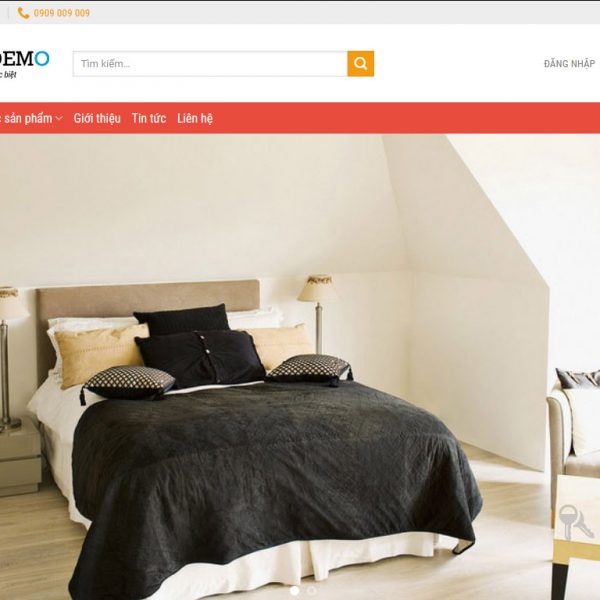 0909 009 009
DEMO
c biệt
Tìm kiếm...
ĐĂNG NHẬP
sản phẩm
Giới thiệu
Tin tức
Liên hệ